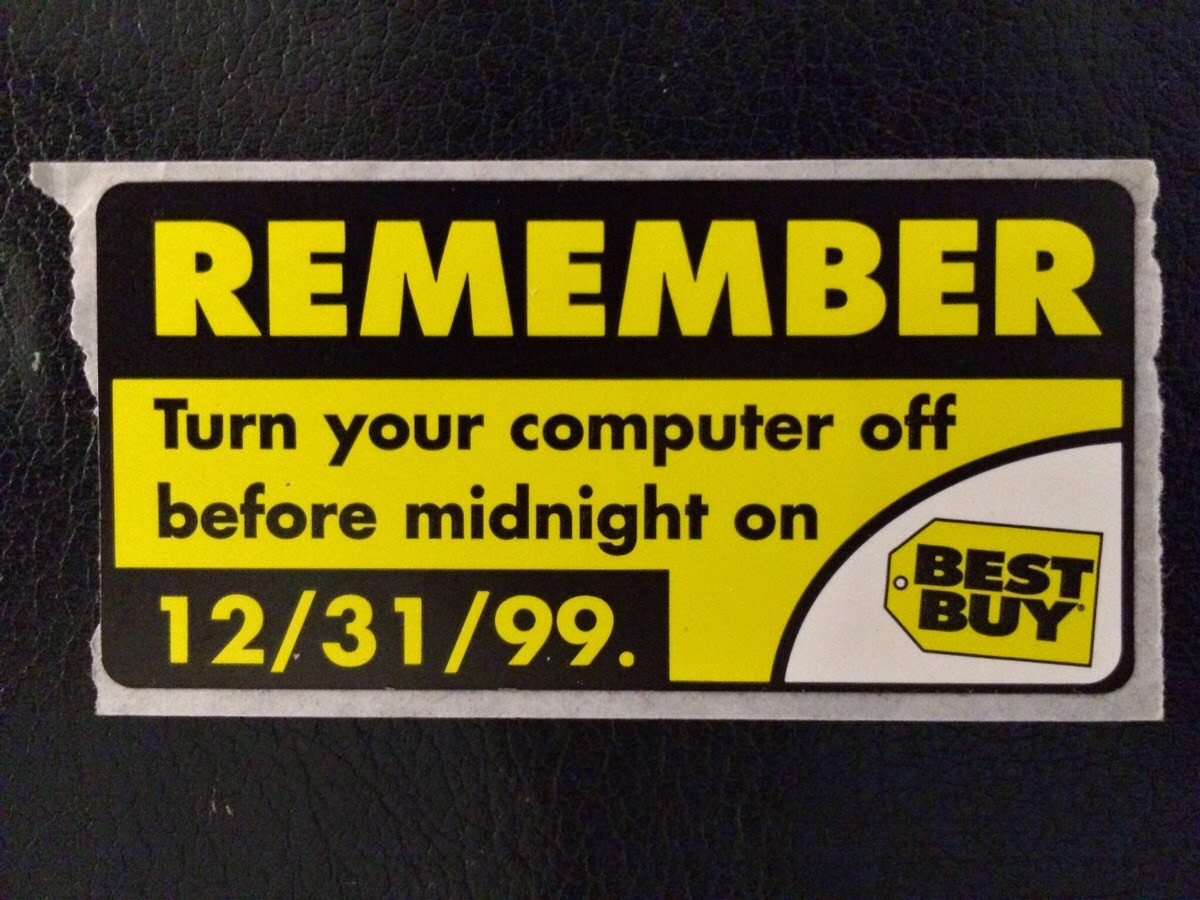 REMEMBER
Turn your computer off
before midnight on
12/31/99.
BEST
BUY®